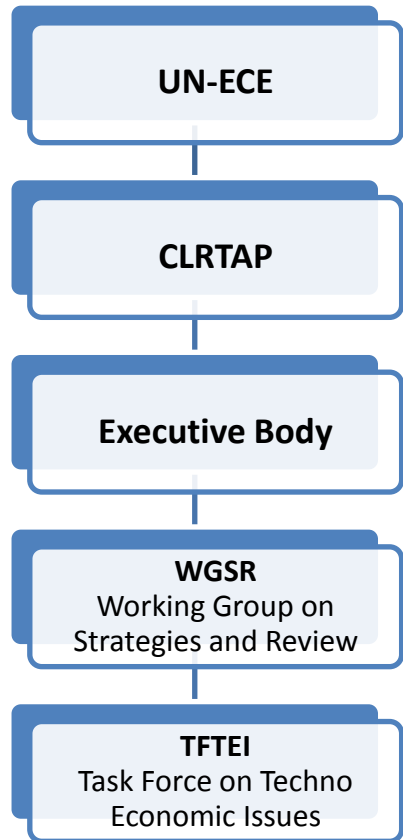 UN-ECE
CLRTAP
Executive Body
WGSR
Working Group on
Strategies and Review
TFTEI
Task Force on Techno
Economic Issues